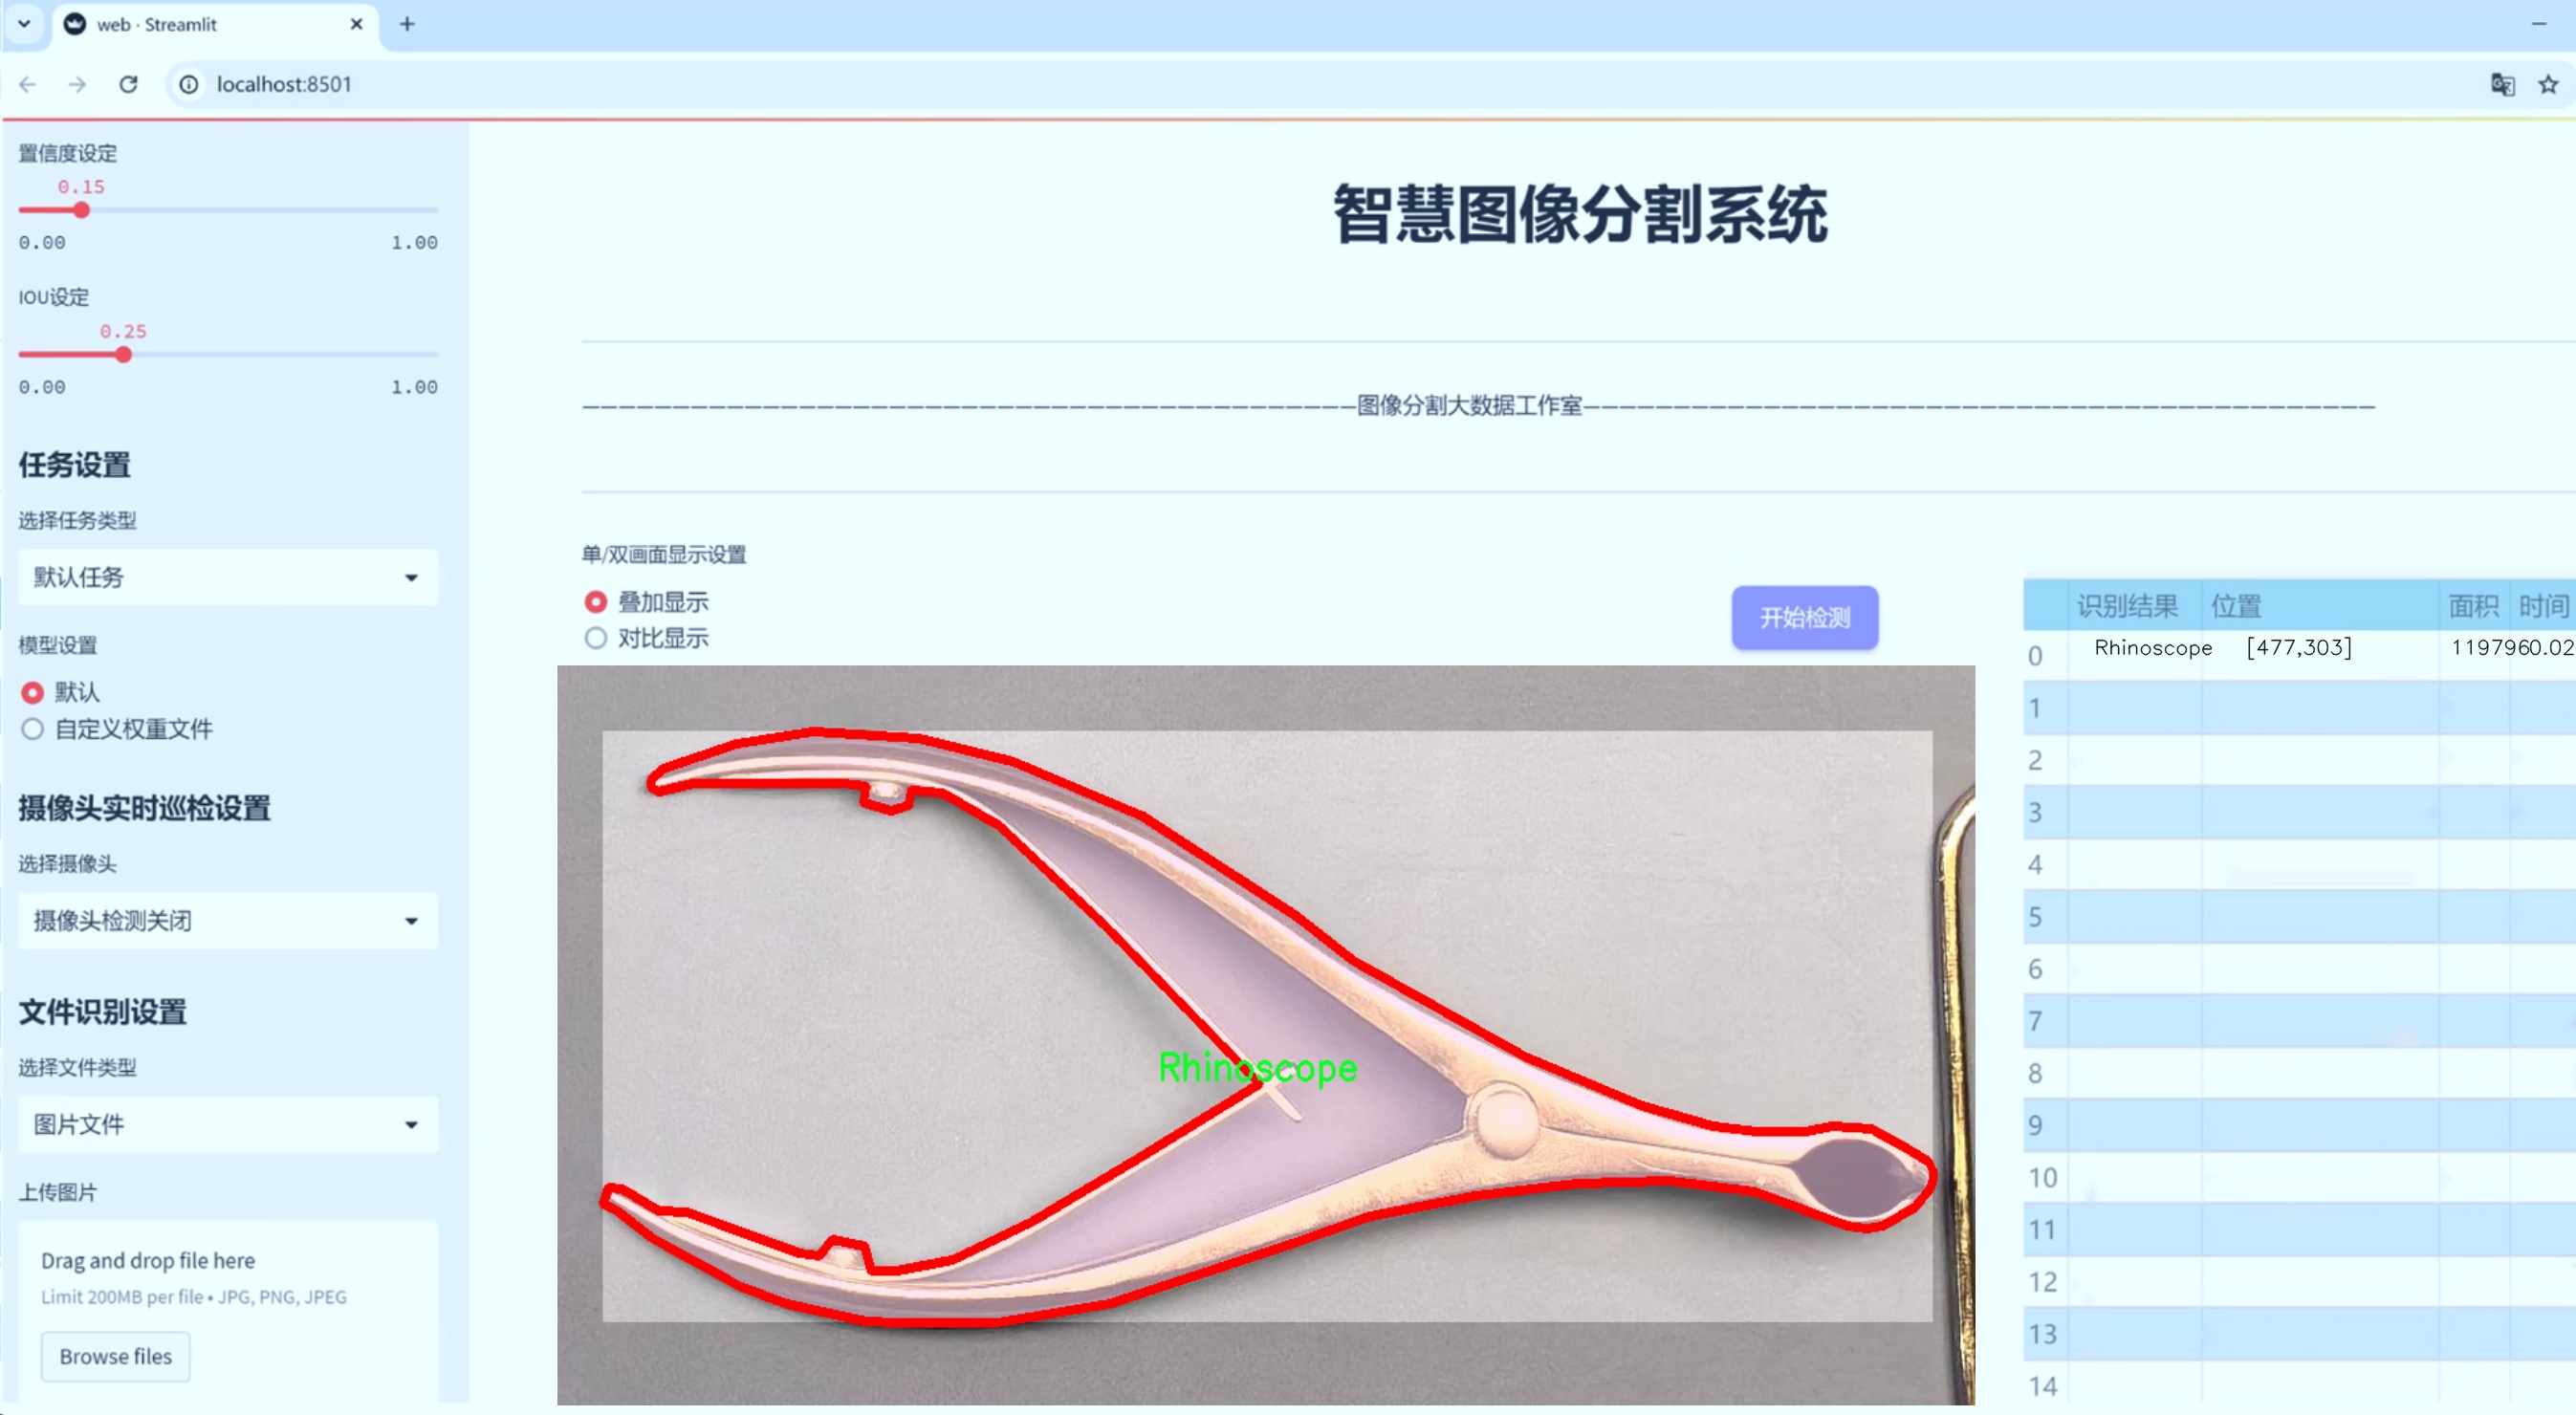 web · Streamlit
localhost:8501
置信度设定
0.15
0.00 1.00
IOU设定
0.25
0.00 1.00
任务设置
选择任务类型
默认任务
模型设置
默认
自定义权重文件
摄像头实时巡检设置
选择摄像头
摄像头检测关闭
文件识别设置
选择文件类型
图片文件
上传图片
Drag and drop file here
Limit 200MB per file • JPG, PNG, JPEG
Browse files
智慧图像分割系统
图像分割大数据工作室
单/双画面显示设置
叠加显示
对比显示
开始检测
Rhinoscope
识别结果 位置 面积 时间
0 Rhinoscope [477,303] 1197960.02
1
2
3
4
5
6
7
8
9
10
11
12
13
14